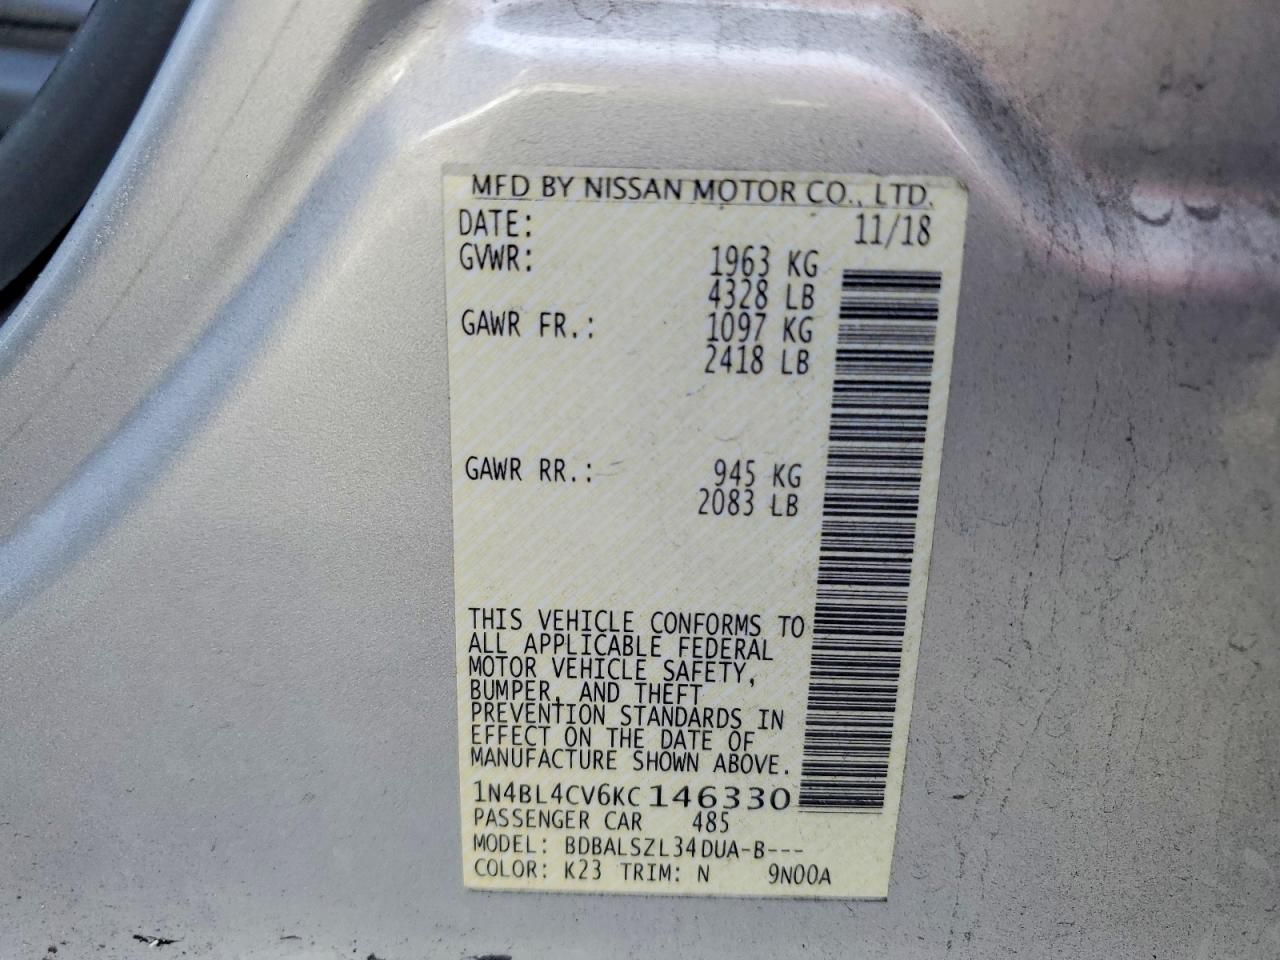 MFD BY NISSAN MOTOR CO., LTD.
DATE: 11/18
GVWR: 1963 KG
4328 LB
GAWR FR.: 1097 KG
2418 LB
GAWR RR.: 945 KG
2083 LB
THIS VEHICLE CONFORMS TO
ALL APPLICABLE FEDERAL
MOTOR VEHICLE SAFETY,
BUMPER, AND THEFT
PREVENTION STANDARDS IN
EFFECT ON THE DATE OF
MANUFACTURE SHOWN ABOVE.
1N4BL4CV6KC146330
PASSENGER CAR 485
MODEL: BDBALSZL34DUA-B---
COLOR: K23 TRIM: N 9N00A